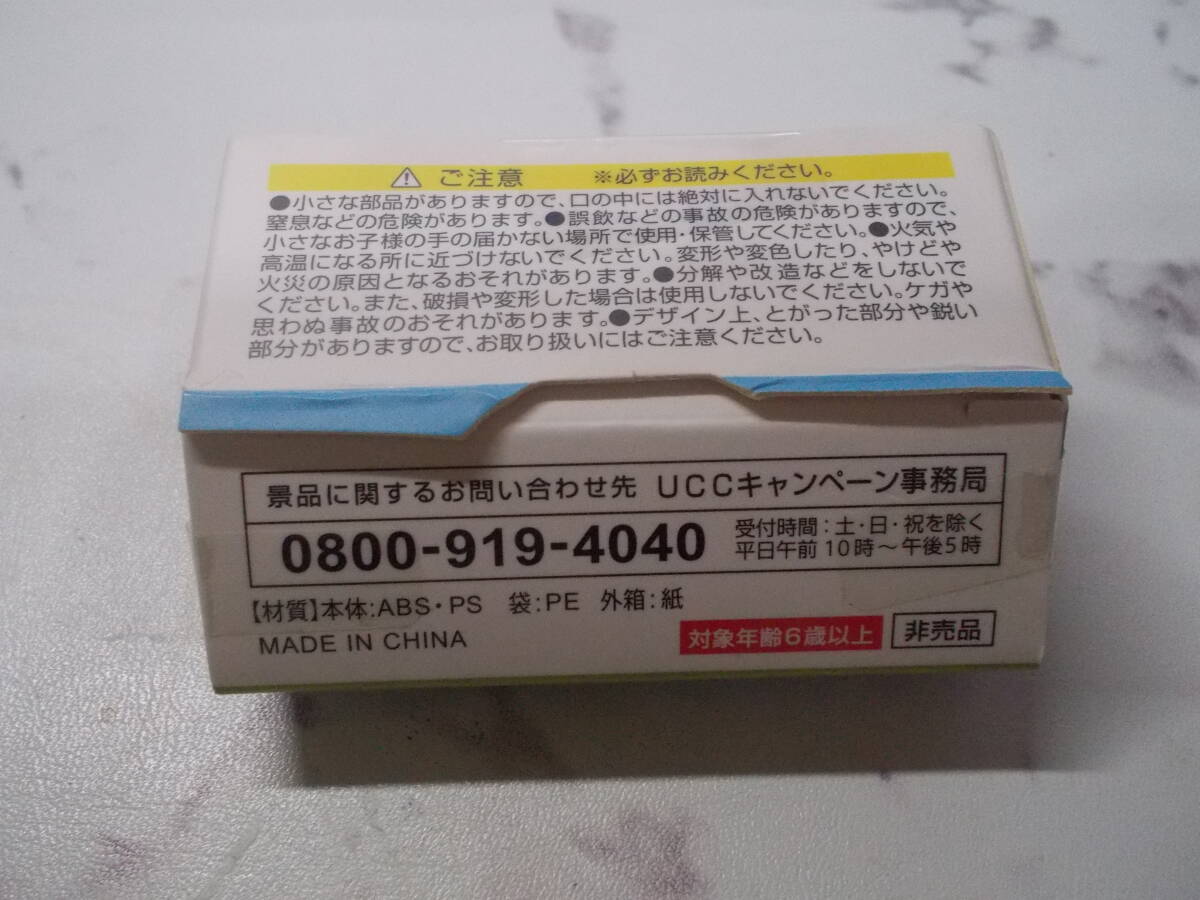 ⚠ ご注意 ※必ずお読みください。
●小さな部品がありますので、口の中には絶対に入れないでください。
窒息などの危険があります。●誤飲などの事故の危険がありますので、
小さなお子様の手の届かない場所で使用・保管してください。●火気や
高温になる所に近づけないでください。変形や変色したり、やけどや
火災の原因となるおそれがあります。●分解や改造などをしないで
ください。また、破損や変形した場合は使用しないでください。ケガや
思わぬ事故のおそれがあります。●デザイン上、とがった部分や鋭い
部分がありますので、お取り扱いにはご注意ください。
景品に関するお問い合わせ先 UCCキャンペーン事務局
0800-919-4040
受付時間：土・日・祝を除く
平日午前10時～午後5時
【材質】本体：ABS・PS 袋：PE 外箱：紙
MADE IN CHINA
対象年齢6歳以上
非売品